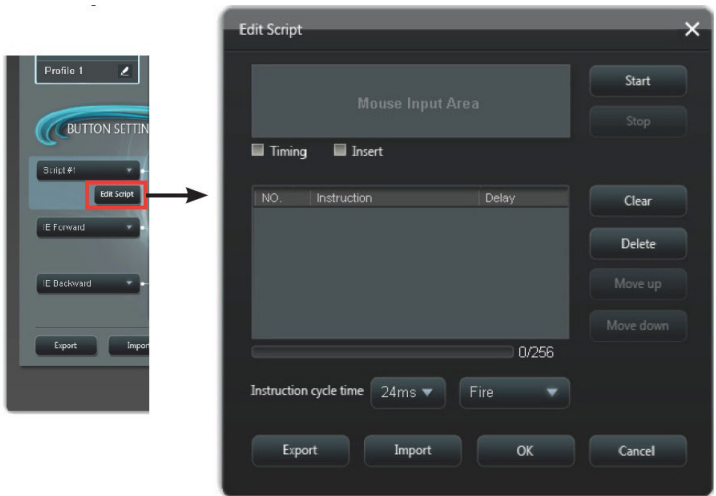 Profile 1
BUTTON SETTIN
Script #1
Edit Script
IE Forward
IE Backward
Export
Impor
Edit Script
Mouse Input Area
Start
Stop
Timing
Insert
NO.
Instruction
Delay
Clear
Delete
Move up
Move down
0/256
Instruction cycle time
24ms
Fire
Export
Import
OK
Cancel